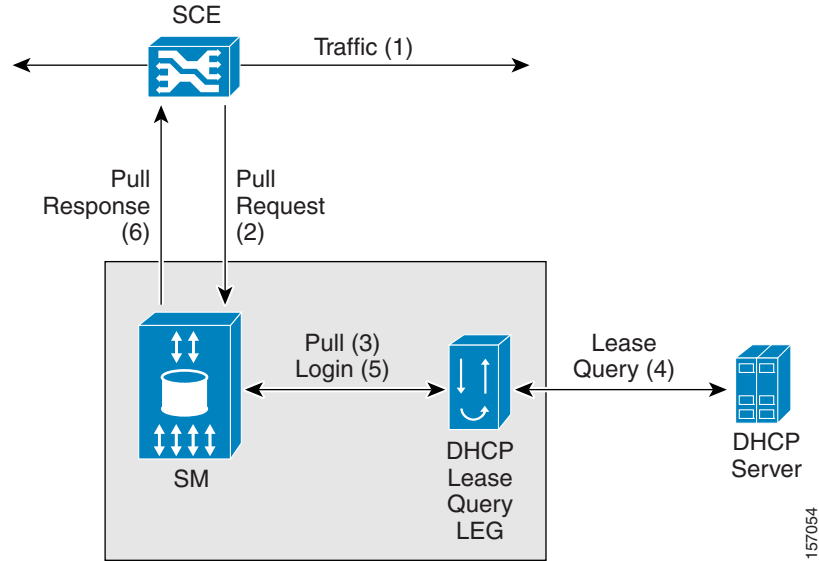 SCE
Traffic (1)
Pull
Response
(6)
Pull
Request
(2)
Pull (3)
Login (5)
Lease
Query (4)
SM
DHCP
Lease
Query
LEG
DHCP
Server
157054